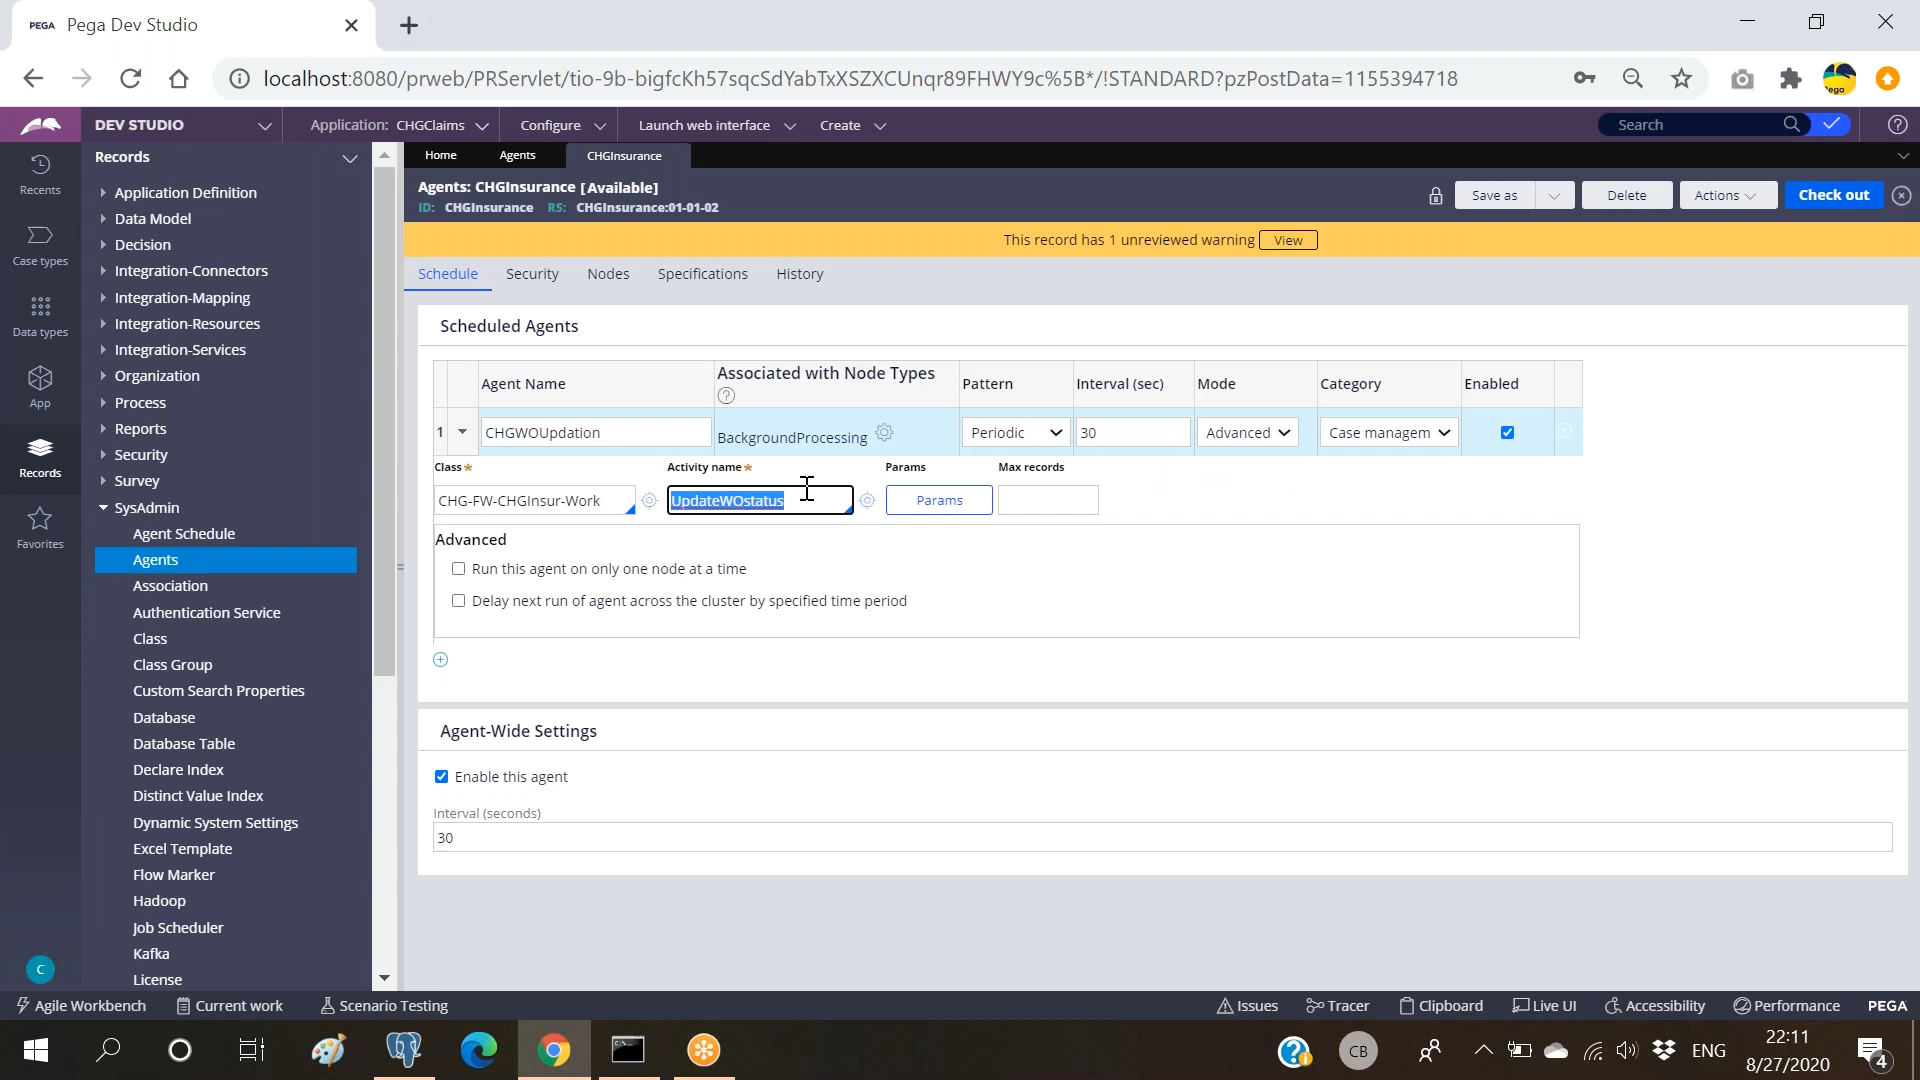 PEGA Pega Dev Studio
localhost:8080/prweb/PRServlet/tio-9b-bigfcKh57sqcSdYabTxXSZXCUnqr89FHWY9c%5B*/!STANDARD?pzPostData=1155394718
DEV STUDIO Application: CHGClaims Configure Launch web interface Create Search
Recents
Case types
Data types
App
Records
Favorites
C
Records
Application Definition
Data Model
Decision
Integration-Connectors
Integration-Mapping
Integration-Resources
Integration-Services
Organization
Process
Reports
Security
Survey
SysAdmin
Agent Schedule
Agents
Association
Authentication Service
Class
Class Group
Custom Search Properties
Database
Database Table
Declare Index
Distinct Value Index
Dynamic System Settings
Excel Template
Flow Marker
Hadoop
Job Scheduler
Kafka
License
Home Agents CHGInsurance
Agents: CHGInsurance [Available]
ID: CHGInsurance RS: CHGInsurance:01-01-02
Save as Delete Actions Check out
This record has 1 unreviewed warning View
Schedule Security Nodes Specifications History
Scheduled Agents
Agent Name Associated with Node Types Pattern Interval (sec) Mode Category Enabled
1 CHGWOUpdation BackgroundProcessing Periodic 30 Advanced Case managem
Class* Activity name* Params Max records
CHG-FW-CHGInsur-Work UpdateWOstatus Params
Advanced
Run this agent on only one node at a time
Delay next run of agent across the cluster by specified time period
Agent-Wide Settings
Enable this agent
Interval (seconds)
30
Agile Workbench Current work Scenario Testing Issues Tracer Clipboard Live UI Accessibility Performance PEGA
CB ENG 22:11
8/27/2020 4